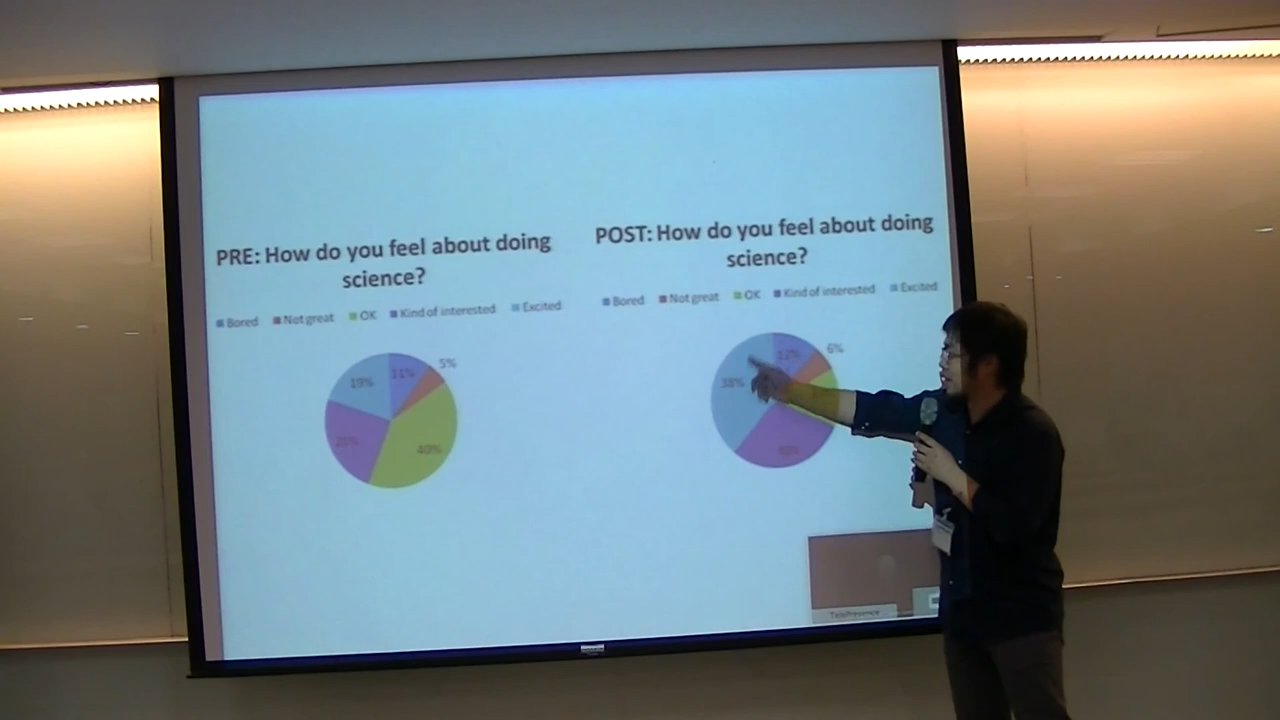 PRE: How do you feel about doing
science?
Bored Not great OK Kind of interested Excited
19% 11% 5%
25% 40%
POST: How do you feel about doing
science?
Bored Not great OK Kind of interested Excited
38% 12% 6%
TelePresence